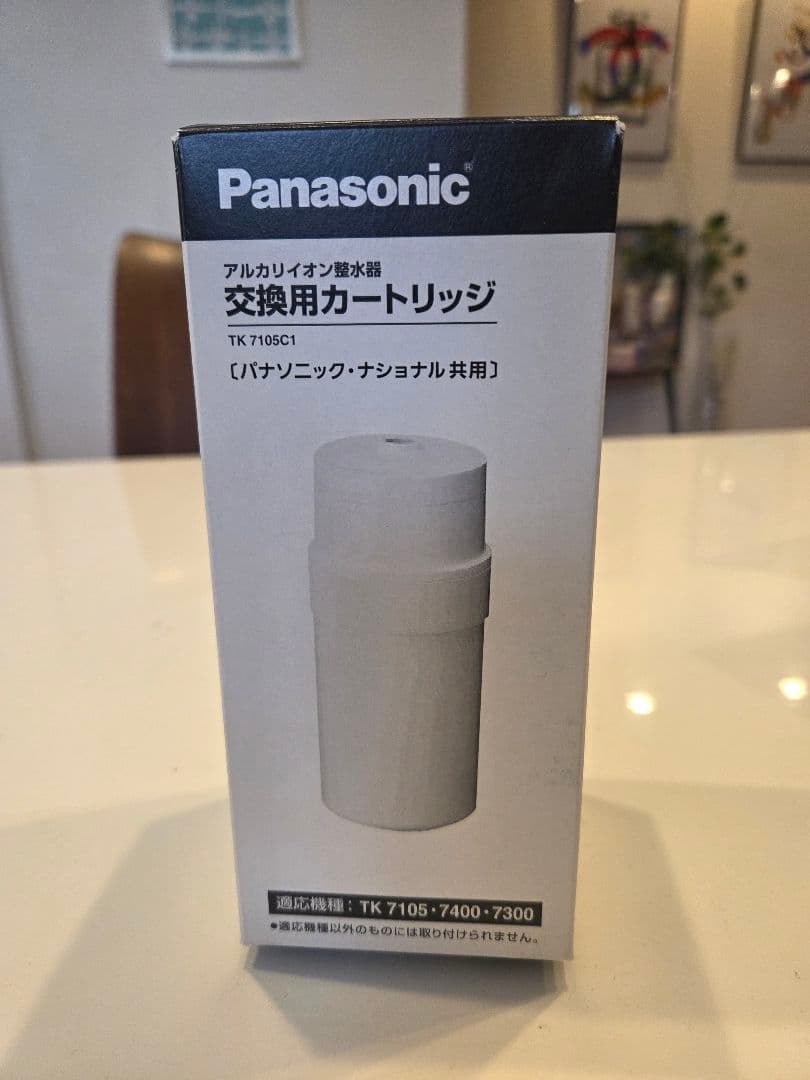 Panasonic®
アルカリイオン整水器
交換用カートリッジ
TK 7105C1
〔パナソニック・ナショナル 共用〕
適応機種：TK 7105・7400・7300
●適応機種以外のものには取り付けられません。